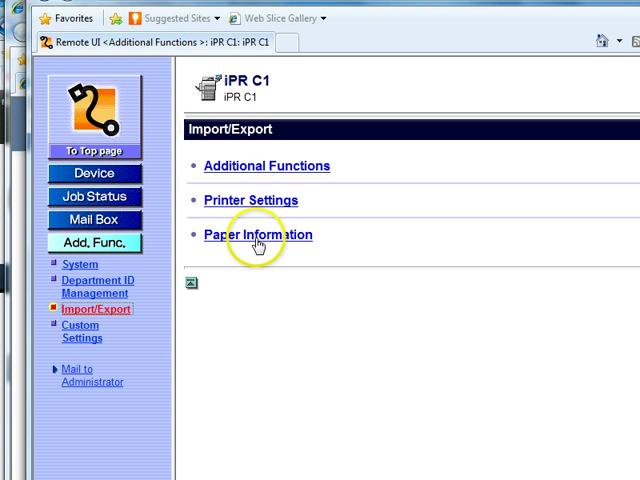 Favorites
Suggested Sites
Web Slice Gallery
Remote UI <Additional Functions >: iPR C1: iPR C1
iPR C1
iPR C1
Import/Export
Additional Functions
Printer Settings
Paper Information
To Top page
Device
Job Status
Mail Box
Add. Func.
System
Department ID
Management
Import/Export
Custom
Settings
Mail to
Administrator